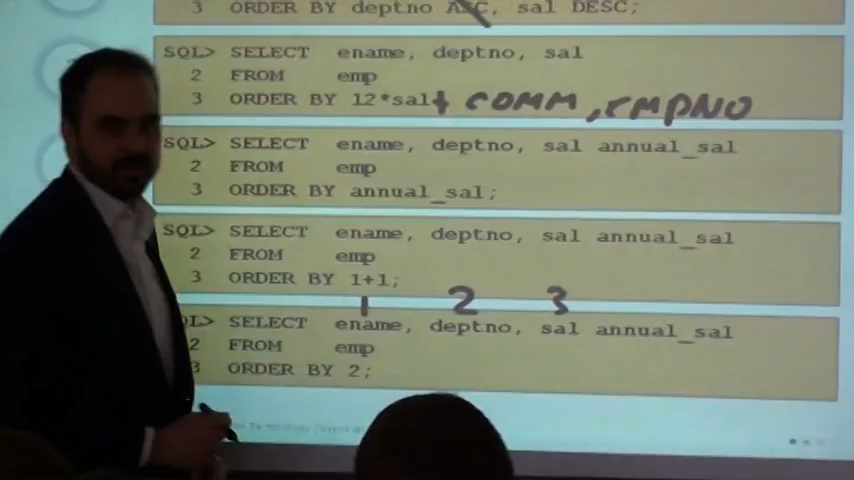 3 ORDER BY deptno ASC, sal DESC;
SQL> SELECT ename, deptno, sal
2 FROM emp
3 ORDER BY 12*sal+ COMM, EMPNO
SQL> SELECT ename, deptno, sal annual_sal
2 FROM emp
3 ORDER BY annual_sal;
SQL> SELECT ename, deptno, sal annual_sal
2 FROM emp
3 ORDER BY 1+1;
1 2 3
L> SELECT ename, deptno, sal annual_sal
2 FROM emp
3 ORDER BY 2;